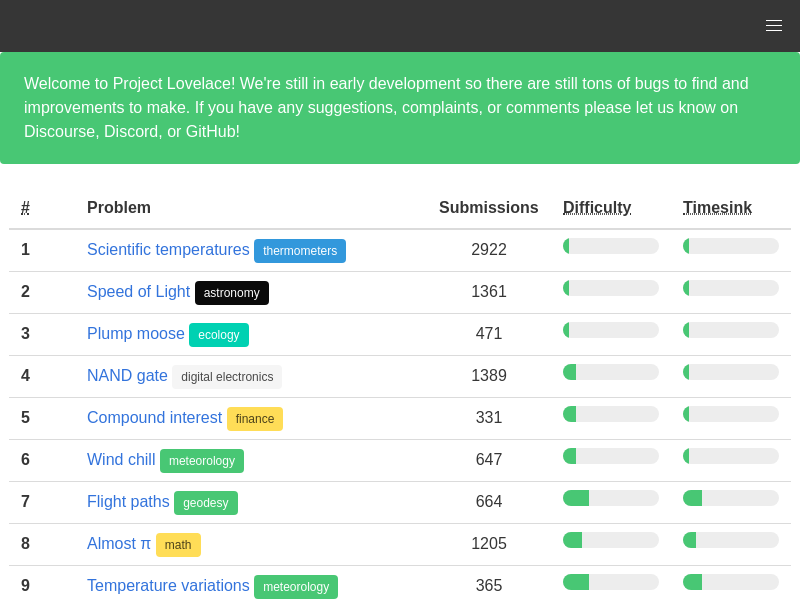 Welcome to Project Lovelace! We're still in early development so there are still tons of bugs to find and
improvements to make. If you have any suggestions, complaints, or comments please let us know on
Discourse, Discord, or GitHub!
# Problem Submissions Difficulty Timesink
1 Scientific temperatures thermometers 2922
2 Speed of Light astronomy 1361
3 Plump moose ecology 471
4 NAND gate digital electronics 1389
5 Compound interest finance 331
6 Wind chill meteorology 647
7 Flight paths geodesy 664
8 Almost π math 1205
9 Temperature variations meteorology 365